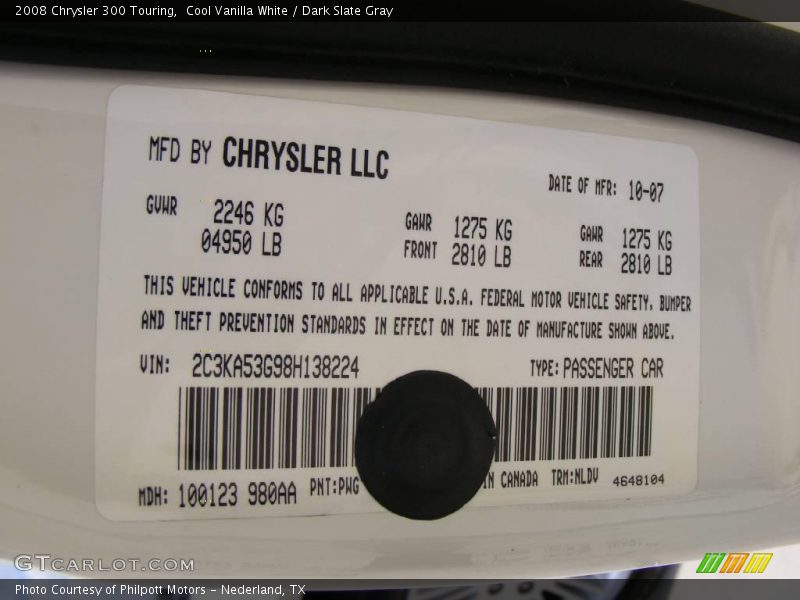 2008 Chrysler 300 Touring,  Cool Vanilla White / Dark Slate Gray
MFD BY CHRYSLER LLC
DATE OF MFR: 10-07
GVWR 2246 KG
04950 LB
GAWR FRONT 1275 KG
2810 LB
GAWR REAR 1275 KG
2810 LB
THIS VEHICLE CONFORMS TO ALL APPLICABLE U.S.A. FEDERAL MOTOR VEHICLE SAFETY, BUMPER
AND THEFT PREVENTION STANDARDS IN EFFECT ON THE DATE OF MANUFACTURE SHOWN ABOVE.
VIN: 2C3KA53G98H138224 TYPE: PASSENGER CAR
MDH: 100123 980AA PNT:PWG IN CANADA TRM:NLDV 4648104
GTCARLOT.COM
Photo Courtesy of Philpott Motors - Nederland, TX